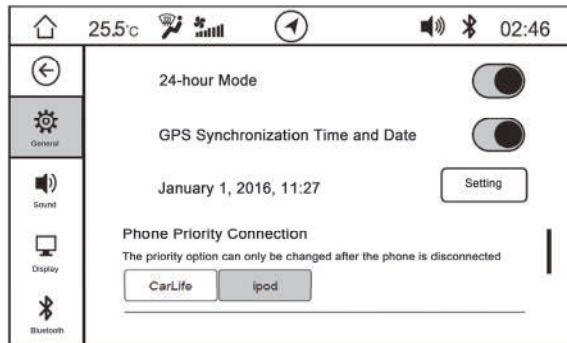 25.5°c
02:46
24-hour Mode
General
GPS Synchronization Time and Date
January 1, 2016, 11:27
Setting
Sound
Phone Priority Connection
The priority option can only be changed after the phone is disconnected
Display
CarLife
ipod
Bluetooth